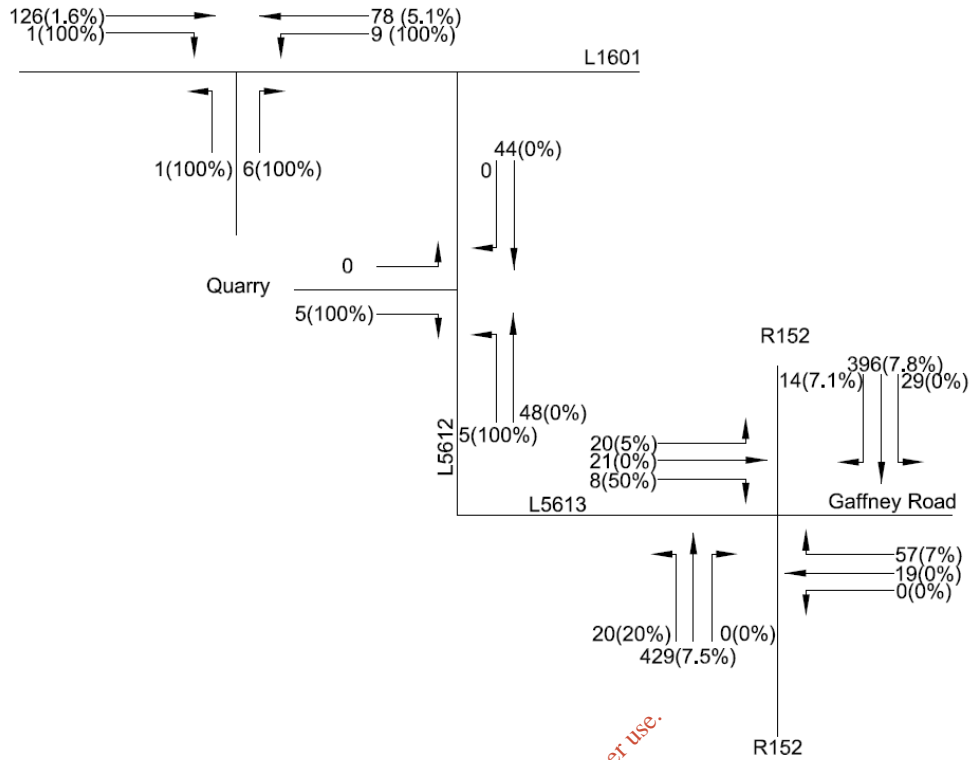 126(1.6%) 78 (5.1%)
1(100%) 9 (100%)
L1601
44(0%)
1(100%) 6(100%) 0
0
Quarry
5(100%)
R152
396(7.8%)
14(7.1%) 29(0%)
48(0%)
5(100%)
L5612
20(5%)
21(0%)
8(50%)
L5613 Gaffney Road
57(7%)
19(0%)
0(0%)
20(20%) 0(0%)
429(7.5%)
er use.
R152